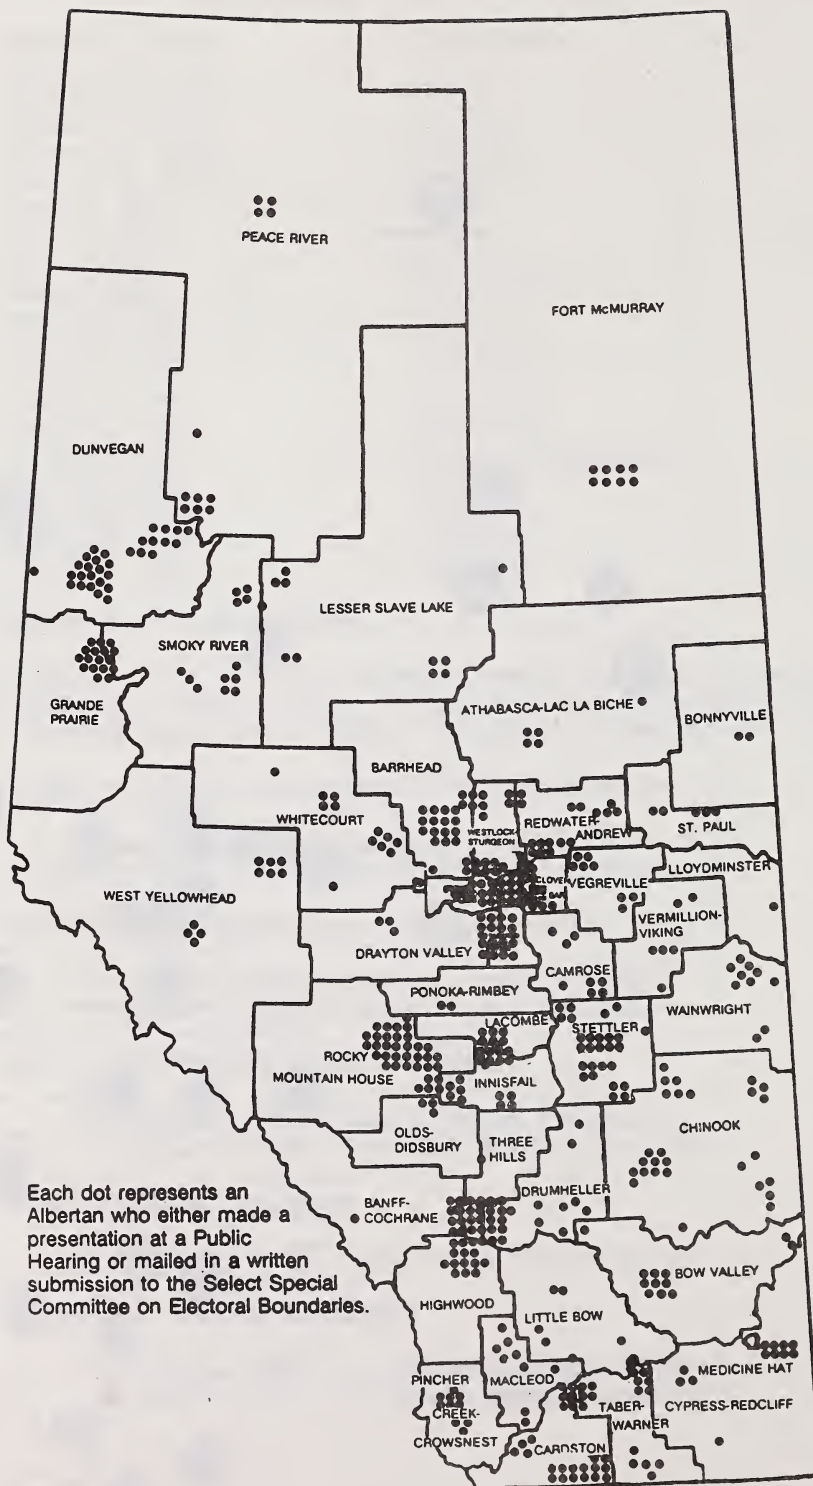 PEACE RIVER
FORT McMURRAY
DUNVEGAN
LESSER SLAVE LAKE
SMOKY RIVER
ATHABASCA-LAC LA BICHE
GRANDE
PRAIRIE
BONNYVILLE
BARRHEAD
WHITECOURT
WESTLOCK-
STURGEON
REDWATER-
ANDREW
ST. PAUL
LLOYDMINSTER
CLOVER
BAR
VEGREVILLE
WEST YELLOWHEAD
VERMILLION-
VIKING
DRAYTON VALLEY
CAMROSE
PONOKA-RIMBEY
WAINWRIGHT
LACOMBE
STETTLER
ROCKY
MOUNTAIN HOUSE
INNISFAIL
CHINOOK
OLDS-
DIDSBURY
THREE
HILLS
DRUMHELLER
BANFF-
COCHRANE
Each dot represents an
Albertan who either made a
presentation at a Public
Hearing or mailed in a written
submission to the Select Special
Committee on Electoral Boundaries.
BOW VALLEY
HIGHWOOD
LITTLE BOW
MEDICINE HAT
PINCHER
CREEK-
CROWSNEST
MACLEOD
TABER-
WARNER
CYPRESS-REDCLIFF
CARDSTON